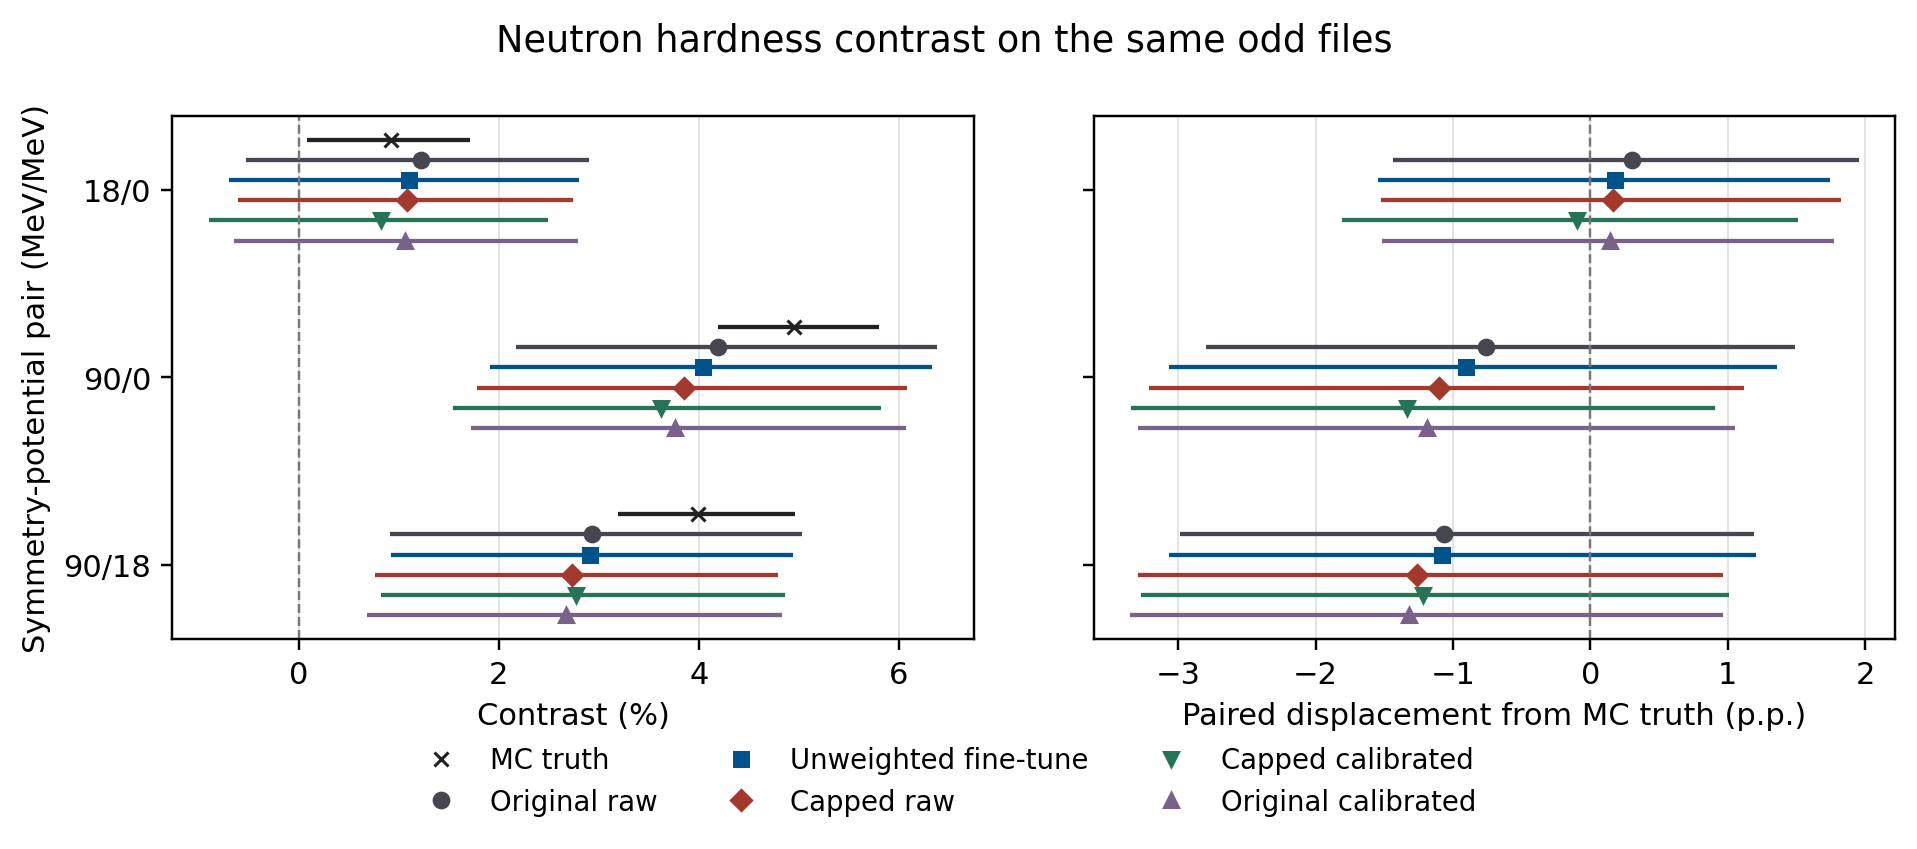 Neutron hardness contrast on the same odd files
Symmetry-potential pair (MeV/MeV)
18/0
90/0
90/18
0 2 4 6
Contrast (%)
−3 −2 −1 0 1 2
Paired displacement from MC truth (p.p.)
MC truth
Original raw
Unweighted fine-tune
Capped raw
Capped calibrated
Original calibrated